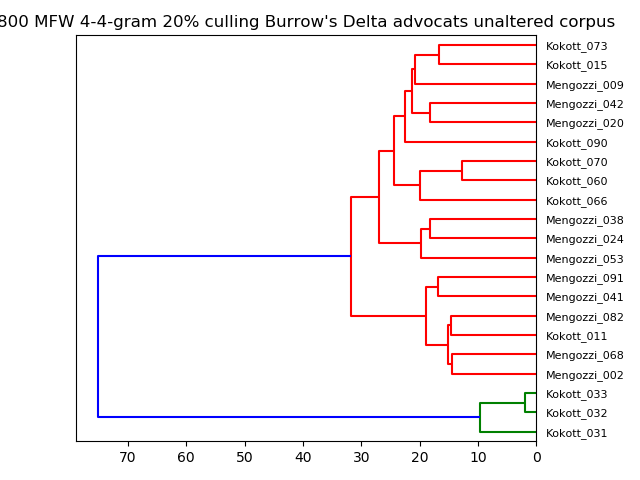 800 MFW 4-4-gram 20% culling Burrow's Delta advocats unaltered corpus
Kokott_073
Kokott_015
Mengozzi_009
Mengozzi_042
Mengozzi_020
Kokott_090
Kokott_070
Kokott_060
Kokott_066
Mengozzi_038
Mengozzi_024
Mengozzi_053
Mengozzi_091
Mengozzi_041
Mengozzi_082
Kokott_011
Mengozzi_068
Mengozzi_002
Kokott_033
Kokott_032
Kokott_031
70 60 50 40 30 20 10 0